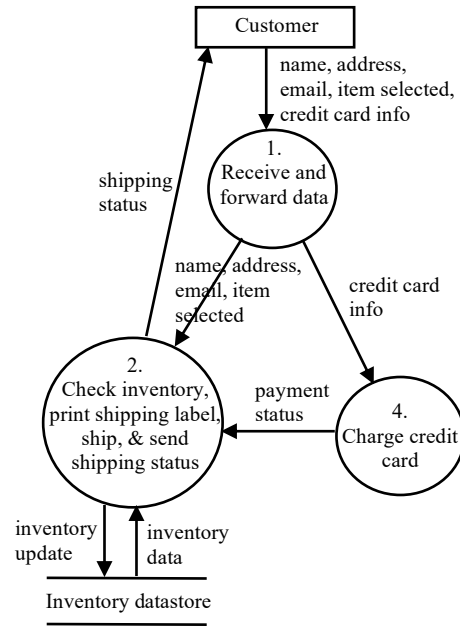 Customer
name, address,
email, item selected,
credit card info
1.
Receive and
forward data
shipping
status
name, address,
email, item
selected
credit card
info
2.
Check inventory,
print shipping label,
ship, & send
shipping status
payment
status
4.
Charge credit
card
inventory
update
inventory
data
Inventory datastore